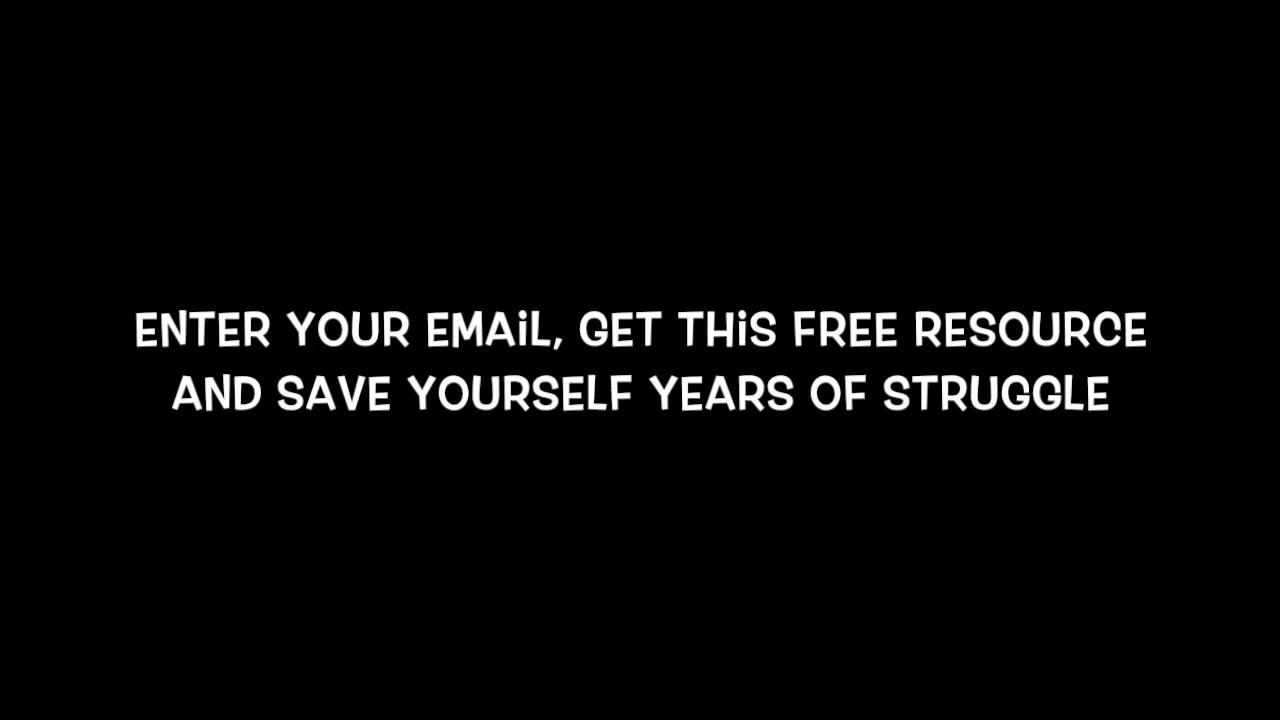 ENTER YOUR EMAiL, GET THiS FREE RESOURCE
AND SAVE YOURSELF YEARS OF STRUGGLE